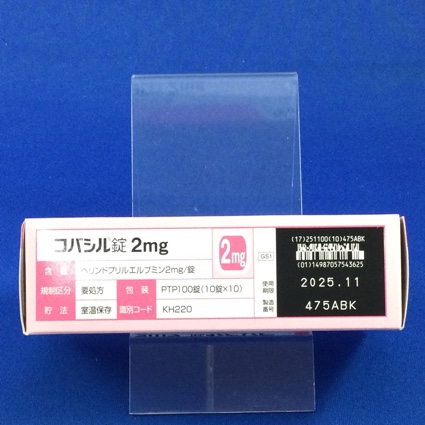 コバシル錠 2mg
2mg
含量 ペリンドプリルエルブミン2mg/錠
規制区分 要処方 包装 PTP100錠(10錠×10)
貯法 室温保存 識別コード KH220
GS1
(17)251100(10)475ABK
(01)14987057543625
使用期限 2025.11
製造番号 475ABK